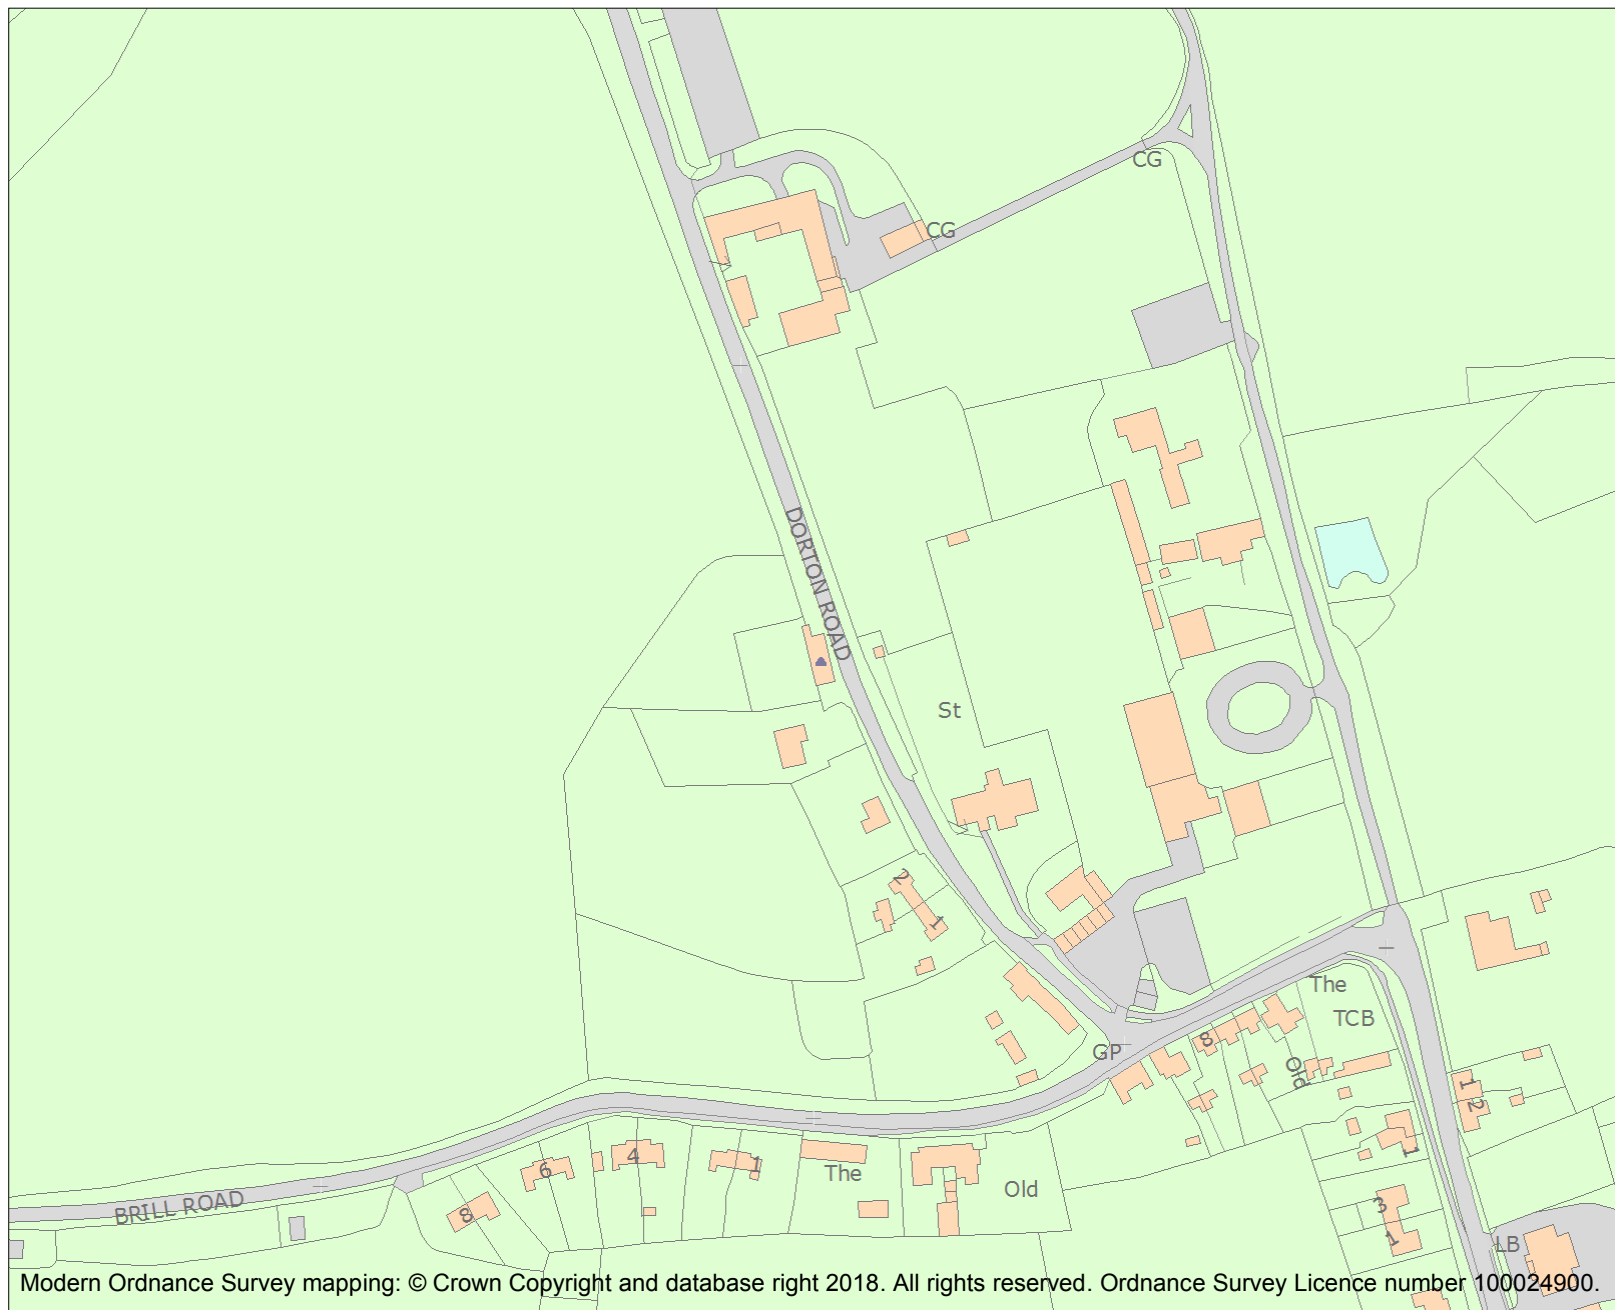 CG
CG
DORTON ROAD
St
2
1
The
TCB
GP
8
Old
1
2
1
6
4
1
The
Old
3
1
8
BRILL ROAD
LB
Modern Ordnance Survey mapping: © Crown Copyright and database right 2018. All rights reserved. Ordnance Survey Licence number 100024900.